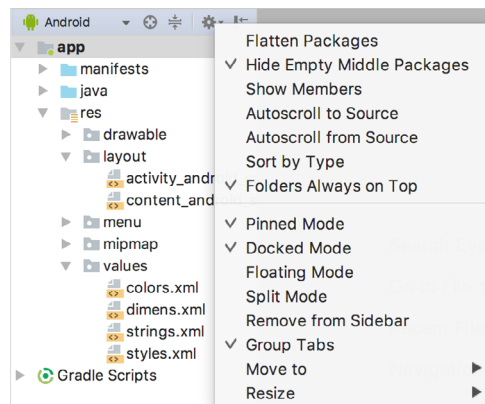 Android
app
manifests
java
res
drawable
layout
activity_andr
content_and
menu
mipmap
values
colors.xml
dimens.xml
strings.xml
styles.xml
Gradle Scripts
Flatten Packages
Hide Empty Middle Packages
Show Members
Autoscroll to Source
Autoscroll from Source
Sort by Type
Folders Always on Top
Pinned Mode
Docked Mode
Floating Mode
Split Mode
Remove from Sidebar
Group Tabs
Move to
Resize